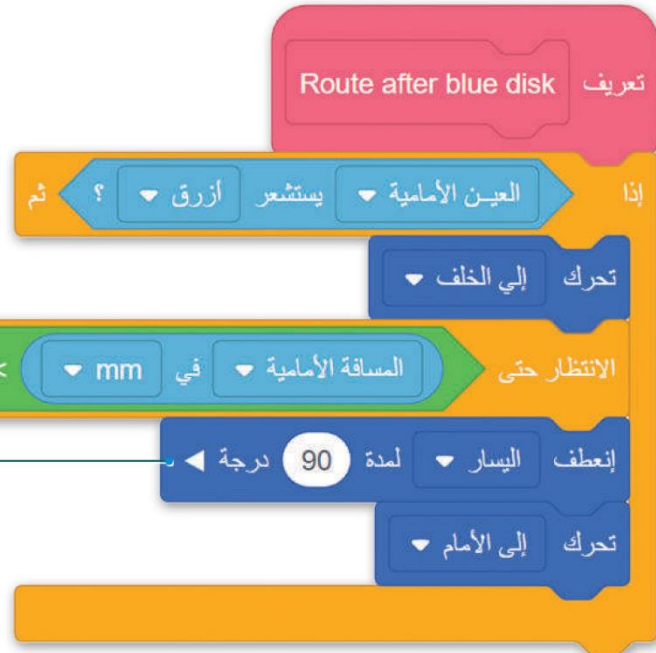 تعريف Route after blue disk
إذا العيـن الأمامية يستشعر أزرق ؟ ثم
تحرك إلي الخلف
الانتظار حتى المسافة الأمامية في mm >
إنعطف اليسار لمدة 90 درجة
تحرك إلى الأمام